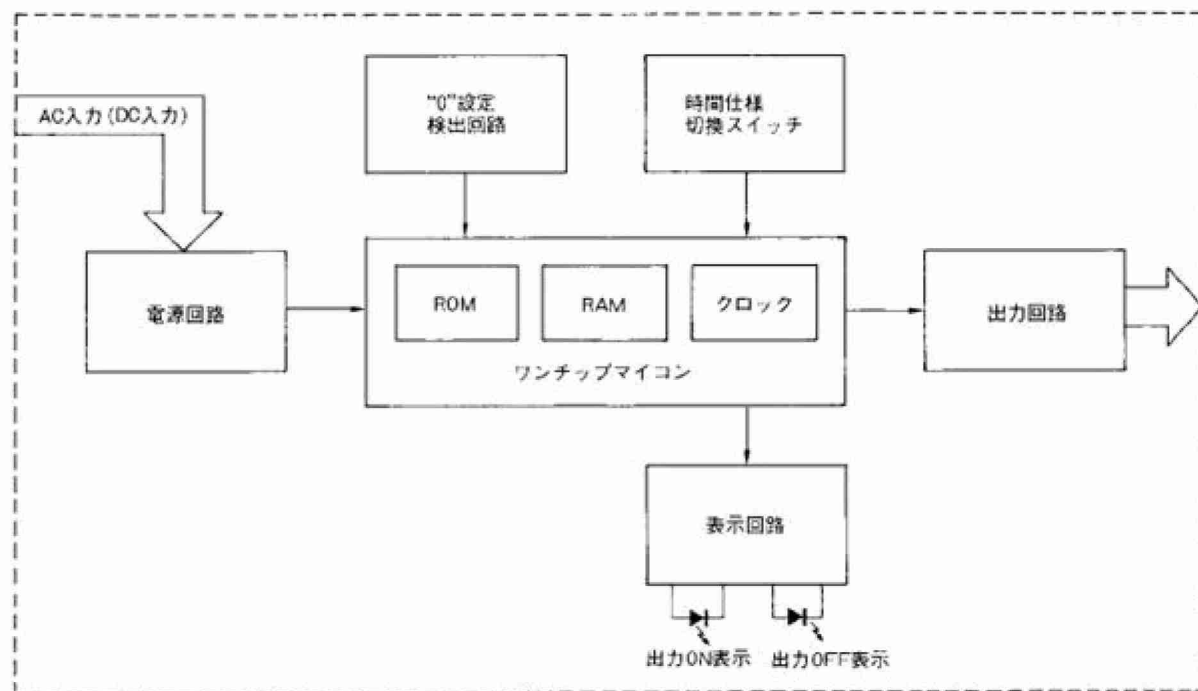 AC入力(DC入力)
"0"設定
検出回路
時間仕様
切換スイッチ
電源回路
ROM
RAM
クロック
ワンチップマイコン
出力回路
表示回路
出力ON表示
出力OFF表示